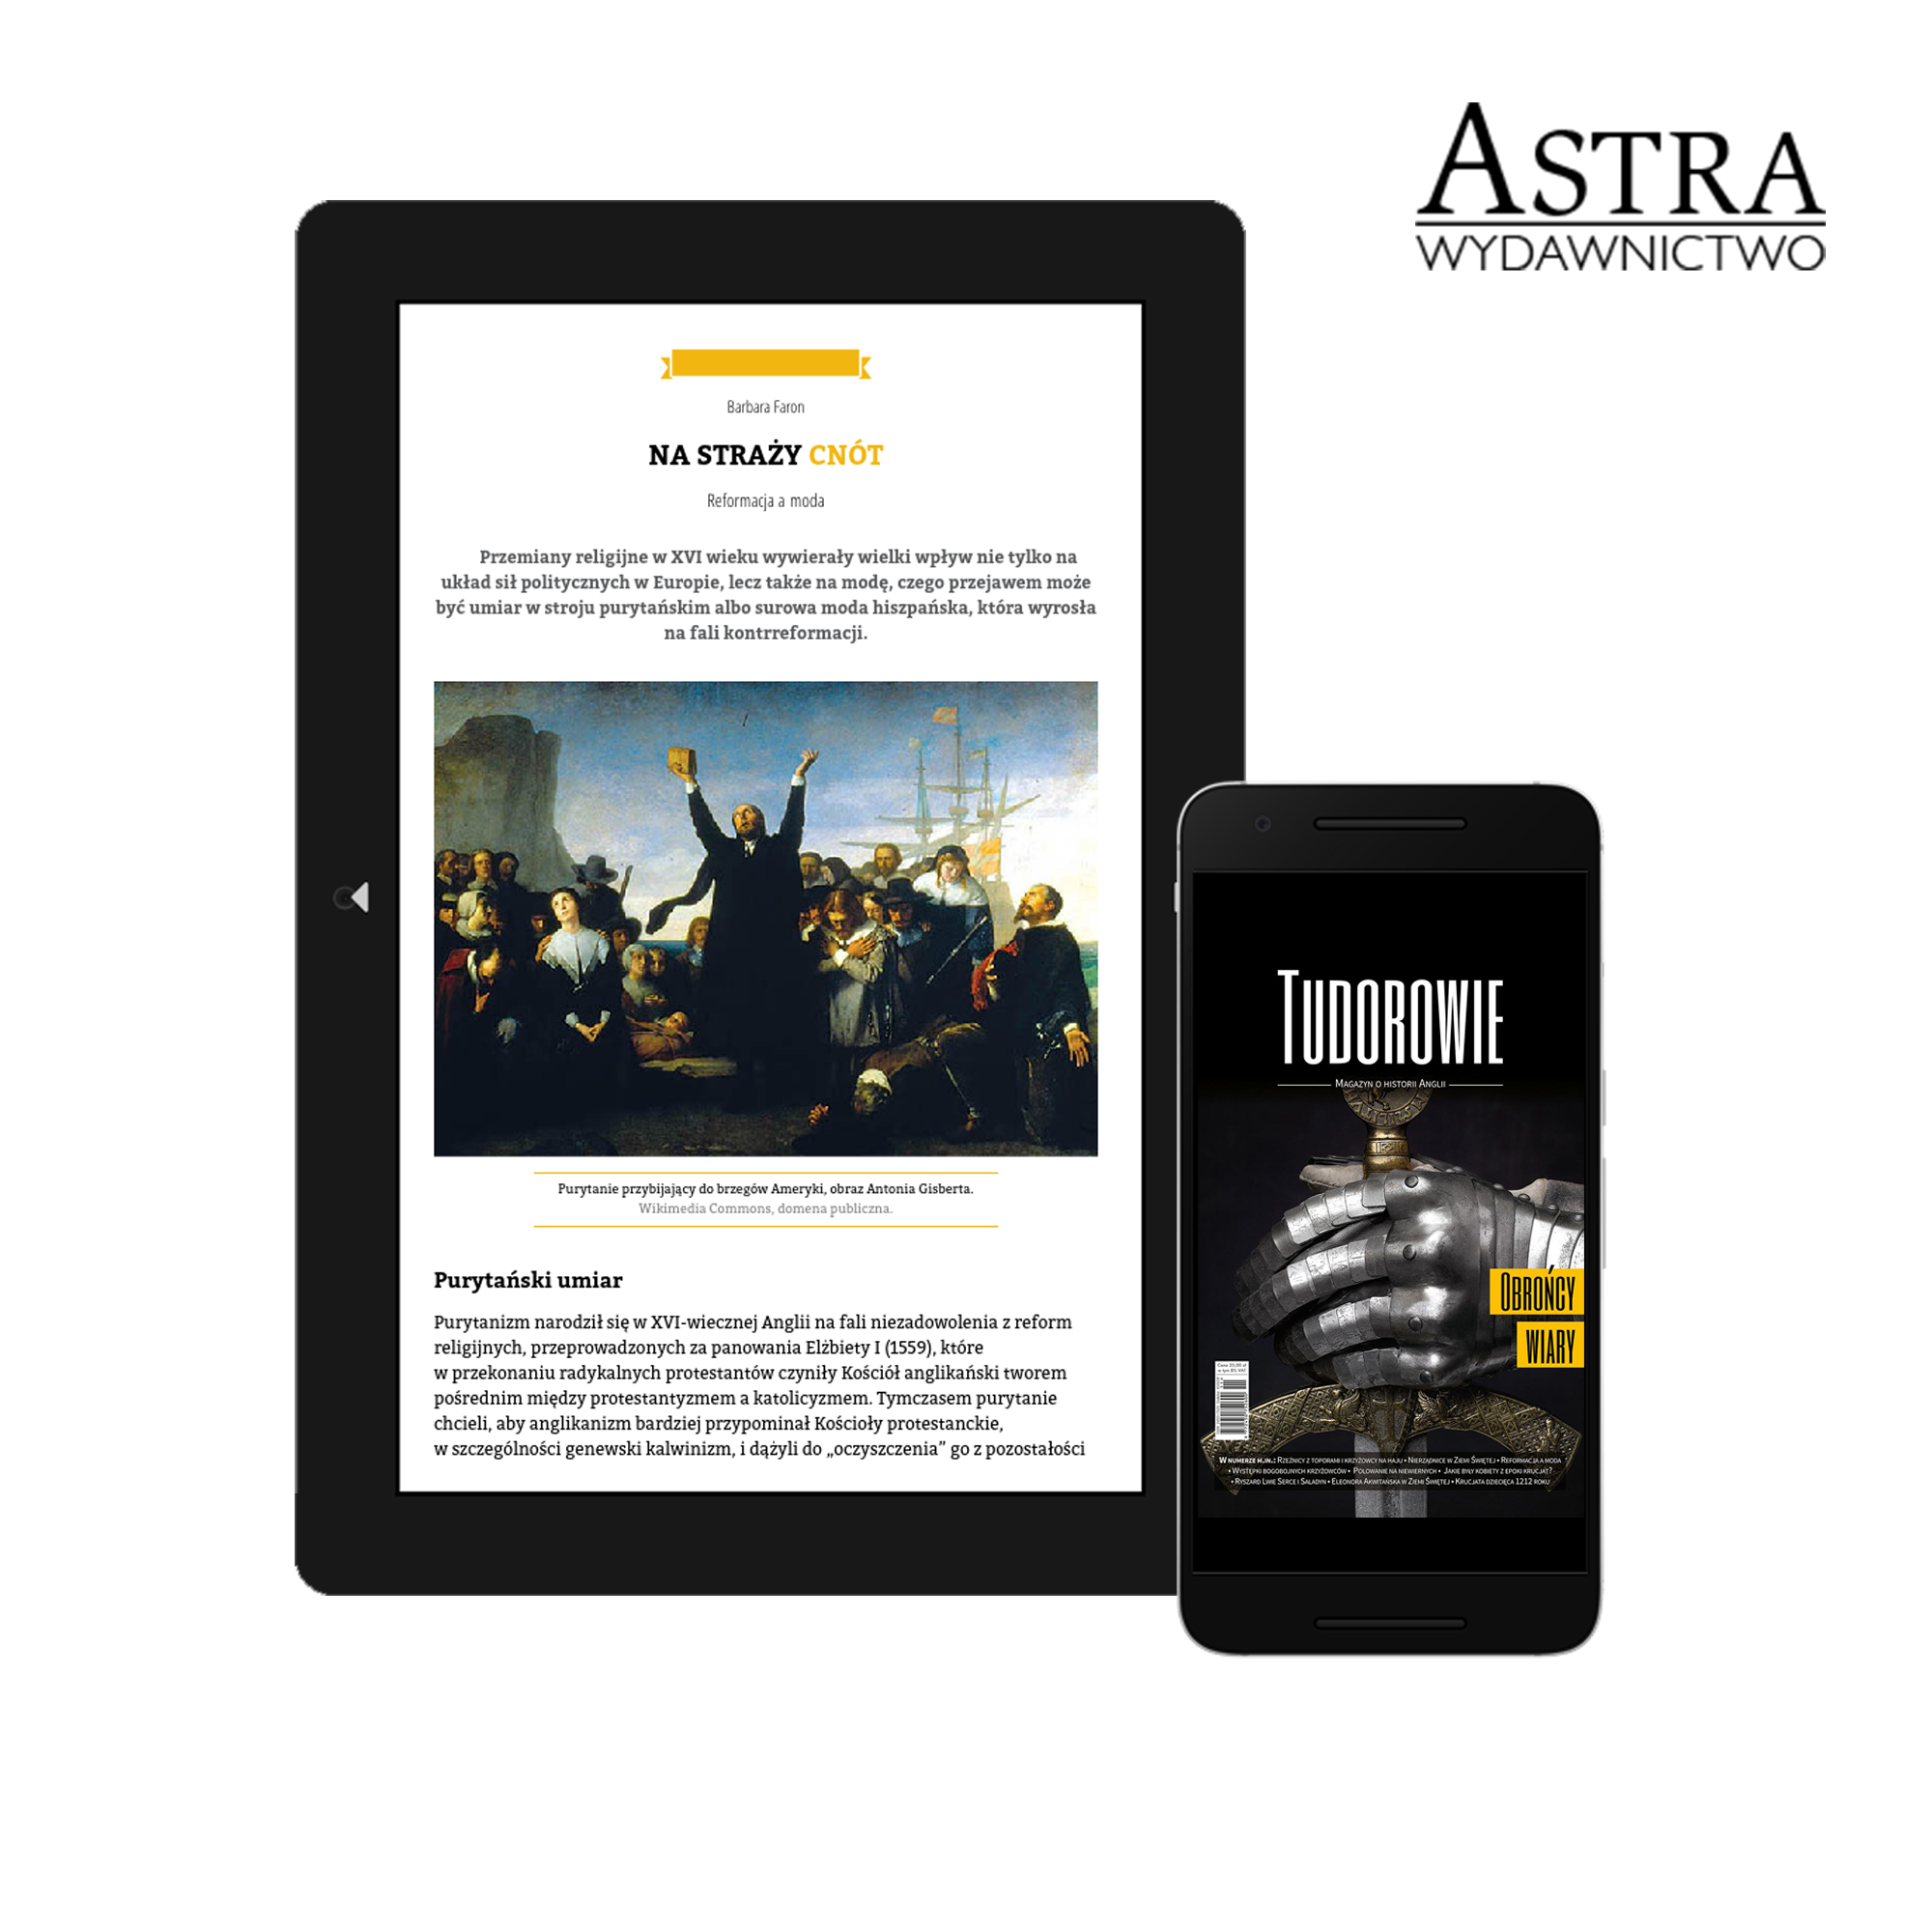 ASTRA
WYDAWNICTWO
Barbara Faron
NA STRAŻY CNÓT
Reformacja a moda
Przemiany religijne w XVI wieku wywierały wielki wpływ nie tylko na
układ sił politycznych w Europie, lecz także na modę, czego przejawem może
być umiar w stroju purytańskim albo surowa moda hiszpańska, która wyrosła
na fali kontrreformacji.
Purytanie przybijający do brzegów Ameryki, obraz Antonia Gisberta.
Wikimedia Commons, domena publiczna.
Purytański umiar
Purytanizm narodził się w XVI-wiecznej Anglii na fali niezadowolenia z reform
religijnych, przeprowadzonych za panowania Elżbiety I (1559), które
w przekonaniu radykalnych protestantów czyniły Kościół anglikański tworem
pośrednim między protestantyzmem a katolicyzmem. Tymczasem purytanie
chcieli, aby anglikanizm bardziej przypominał Kościoły protestanckie,
w szczególności genewski kalwinizm, i dążyli do „oczyszczenia” go z pozostałości
TUDOROWIE
MAGAZYN O HISTORII ANGLII
OBROŃCY
WIARY
W NUMERZE M.IN.: RZEŹNICY Z TOPORAMI I KRZYŻOWCY NA HAJU • NIERZĄDNICE W ZIEMI ŚWIĘTEJ • REFORMACJA A MODA
• WYSTĘPKI BOGOBOJNYCH KRZYŻOWCÓW • POLOWANIE NA NIEWIERNYCH • JAKIE BYŁY KOBIETY Z EPOKI KRUCJAT?
• RYSZARD LWIE SERCE I SALADYN • ELEONORA AKWITAŃSKA W ZIEMI ŚWIĘTEJ • KRUCJATA DZIECIĘCA 1212 ROKU